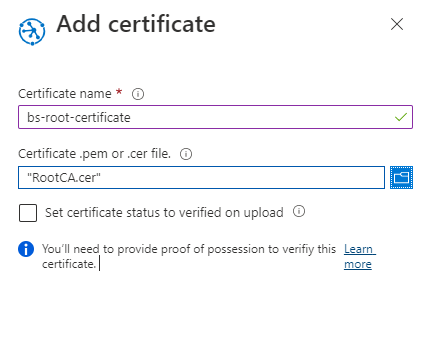 Add certificate
Certificate name *
bs-root-certificate
Certificate .pem or .cer file.
"RootCA.cer"
Set certificate status to verified on upload
You'll need to provide proof of possession to verifiy this Learn
certificate. more